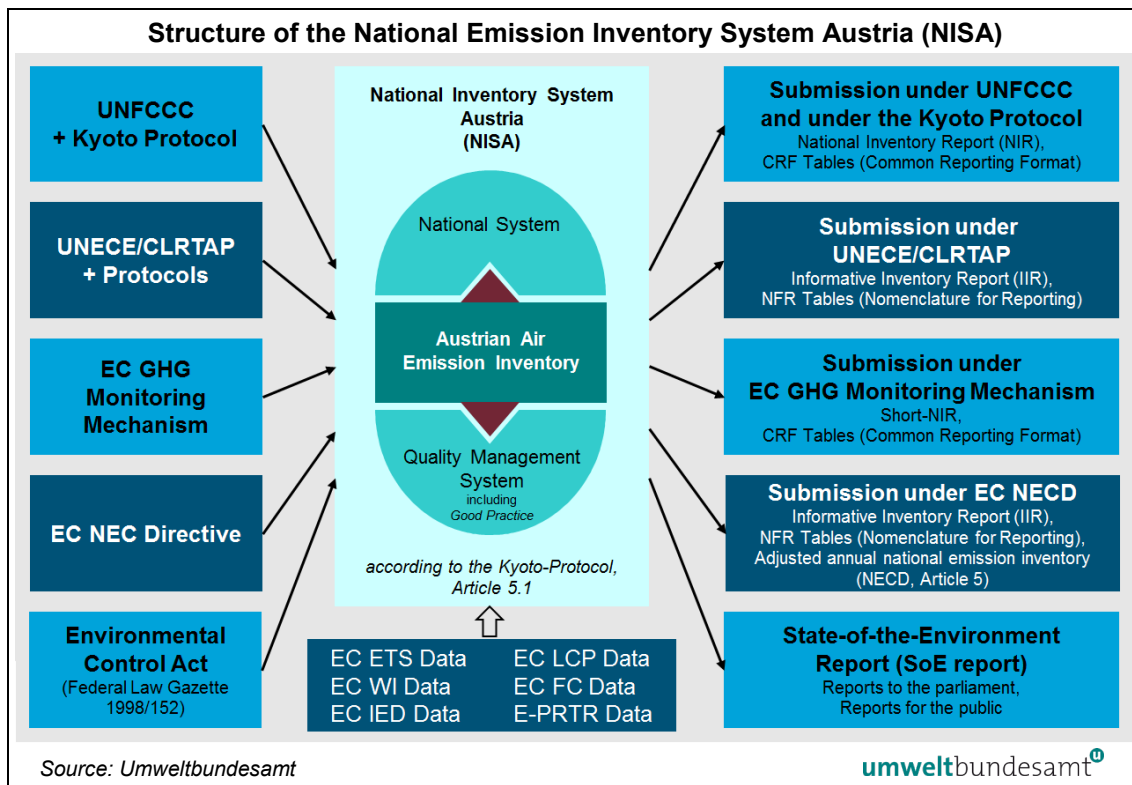 Structure of the National Emission Inventory System Austria (NISA)
UNFCCC
+ Kyoto Protocol
UNECE/CLRTAP
+ Protocols
EC GHG
Monitoring
Mechanism
EC NEC Directive
Environmental
Control Act
(Federal Law Gazette
1998/152)
National Inventory System
Austria
(NISA)
National System
Austrian Air
Emission Inventory
Quality Management
System
including
Good Practice
according to the Kyoto-Protocol,
Article 5.1
EC ETS Data EC LCP Data
EC WI Data EC FC Data
EC IED Data E-PRTR Data
Submission under UNFCCC
and under the Kyoto Protocol
National Inventory Report (NIR),
CRF Tables (Common Reporting Format)
Submission under
UNECE/CLRTAP
Informative Inventory Report (IIR),
NFR Tables (Nomenclature for Reporting)
Submission under
EC GHG Monitoring Mechanism
Short-NIR,
CRF Tables (Common Reporting Format)
Submission under EC NECD
Informative Inventory Report (IIR),
NFR Tables (Nomenclature for Reporting),
Adjusted annual national emission inventory
(NECD, Article 5)
State-of-the-Environment
Report (SoE report)
Reports to the parliament,
Reports for the public
Source: Umweltbundesamt
umweltbundesamt u